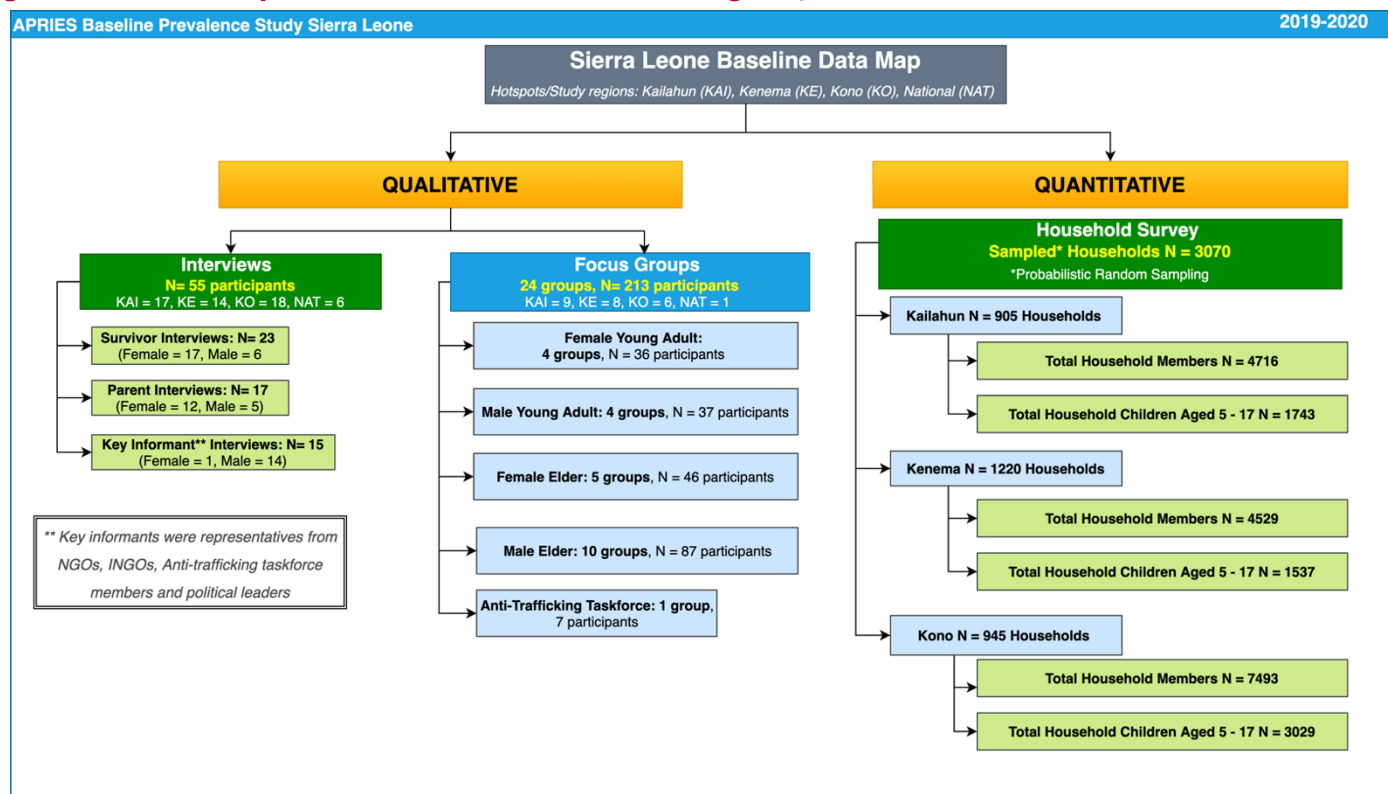 APRIES Baseline Prevalence Study Sierra Leone
2019-2020
Sierra Leone Baseline Data Map
Hotspots/Study regions: Kailahun (KAI), Kenema (KE), Kono (KO), National (NAT)
QUALITATIVE
Interviews
N= 55 participants
KAI = 17, KE = 14, KO = 18, NAT = 6
Survivor Interviews: N= 23
(Female = 17, Male = 6
Parent Interviews: N= 17
(Female = 12, Male = 5)
Key Informant** Interviews: N= 15
(Female = 1, Male = 14)
** Key informants were representatives from
NGOs, INGOs, Anti-trafficking taskforce
members and political leaders
Focus Groups
24 groups, N= 213 participants
KAI = 9, KE = 8, KO = 6, NAT = 1
Female Young Adult:
4 groups, N = 36 participants
Male Young Adult: 4 groups, N = 37 participants
Female Elder: 5 groups, N = 46 participants
Male Elder: 10 groups, N = 87 participants
Anti-Trafficking Taskforce: 1 group,
7 participants
QUANTITATIVE
Household Survey
Sampled* Households N = 3070
*Probabilistic Random Sampling
Kailahun N = 905 Households
Total Household Members N = 4716
Total Household Children Aged 5 - 17 N = 1743
Kenema N = 1220 Households
Total Household Members N = 4529
Total Household Children Aged 5 - 17 N = 1537
Kono N = 945 Households
Total Household Members N = 7493
Total Household Children Aged 5 - 17 N = 3029